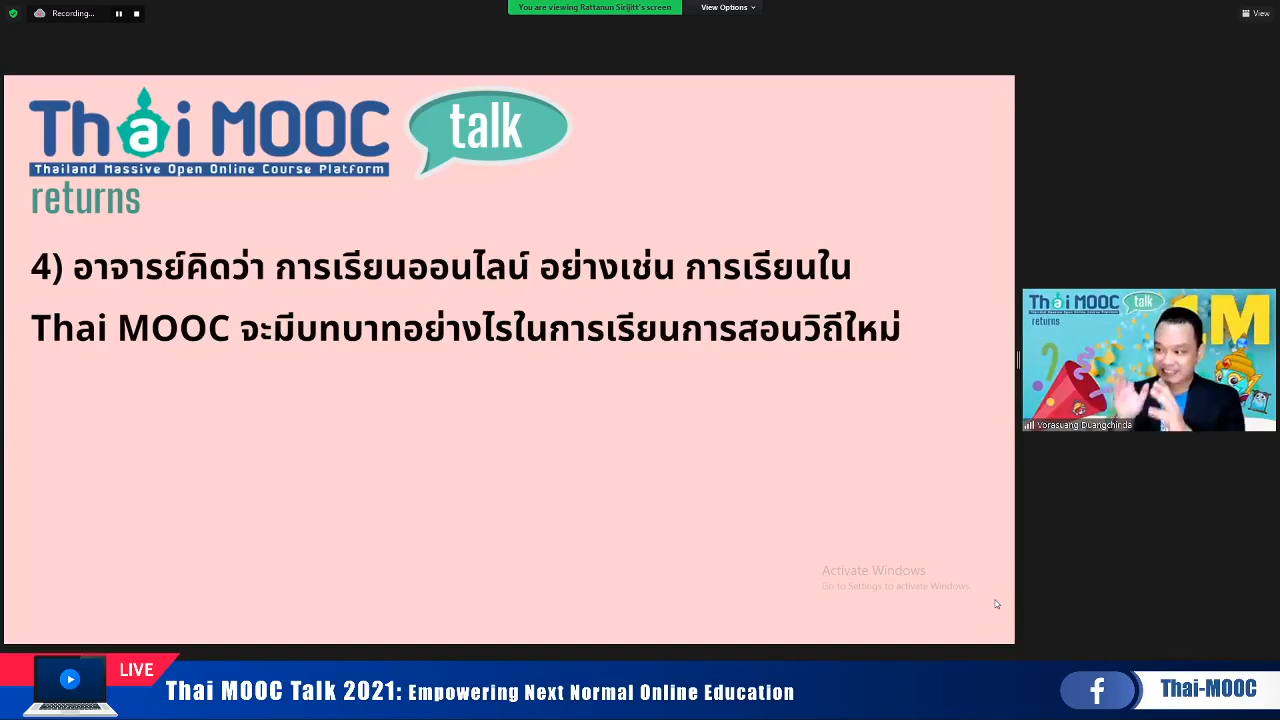 Recording...
You are viewing Rattanun Sirijitt's screen
View Options
View
Thai MOOC
talk
Thailand Massive Open Online Course Platform
returns
4) อาจารย์คิดว่า การเรียนออนไลน์ อย่างเช่น การเรียนใน
Thai MOOC จะมีบทบาทอย่างไรในการเรียนการสอนวิถีใหม่
Thai MOOC
talk
returns
1M
Vorasuang Duangchinda
Activate Windows
Go to Settings to activate Windows.
LIVE
Thai MOOC Talk 2021: Empowering Next Normal Online Education
f
Thai-MOOC